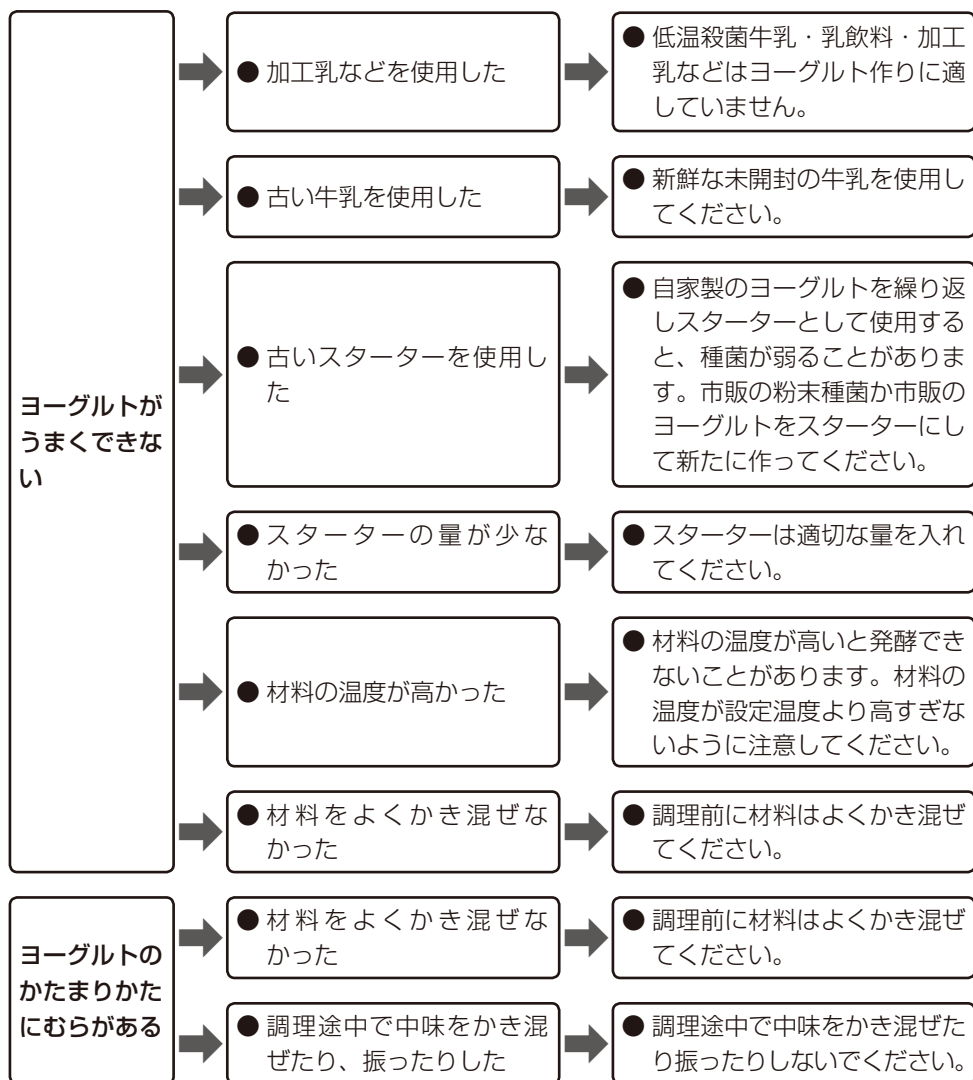 ヨーグルトが
うまくできな
い
● 加工乳などを使用した
● 低温殺菌牛乳・乳飲料・加工
乳などはヨーグルト作りに適
していません。
● 古い牛乳を使用した
● 新鮮な未開封の牛乳を使用し
てください。
● 古いスターターを使用し
た
● 自家製のヨーグルトを繰り返
しスターターとして使用する
と、種菌が弱ることがありま
す。市販の粉末種菌か市販の
ヨーグルトをスターターにし
て新たに作ってください。
● スターターの量が少な
かった
● スターターは適切な量を入れ
てください。
● 材料の温度が高かった
● 材料の温度が高いと発酵でき
ないことがあります。材料の
温度が設定温度より高すぎな
いように注意してください。
● 材料をよくかき混ぜな
かった
● 調理前に材料はよくかき混ぜ
てください。
ヨーグルトの
かたまりかた
にむらがある
● 材料をよくかき混ぜな
かった
● 調理前に材料はよくかき混ぜ
てください。
● 調理途中で中味をかき混
ぜたり、振ったりした
● 調理途中で中味をかき混ぜた
り振ったりしないでください。